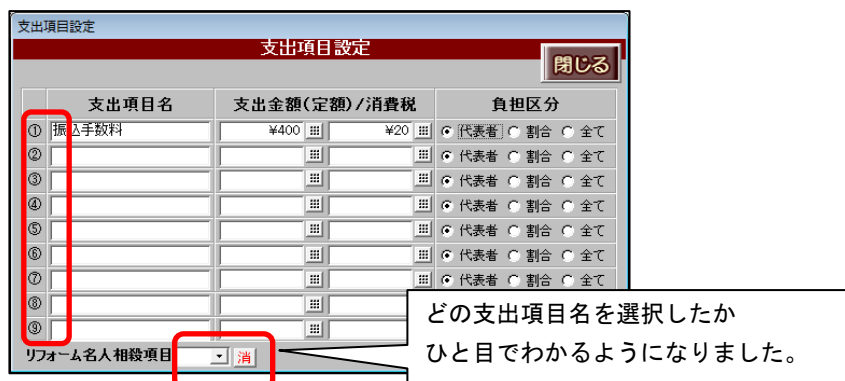 支出項目設定
支出項目設定
閉じる
支出項目名 支出金額(定額)/消費税 負担区分
① 振込手数料 ¥400 ¥20 代表者 割合 全て
② 代表者 割合 全て
③ 代表者 割合 全て
④ 代表者 割合 全て
⑤ 代表者 割合 全て
⑥ 代表者 割合 全て
⑦ 代表者 割合 全て
⑧
⑨
リフォーム名人相殺項目 消
どの支出項目名を選択したか
ひと目でわかるようになりました。